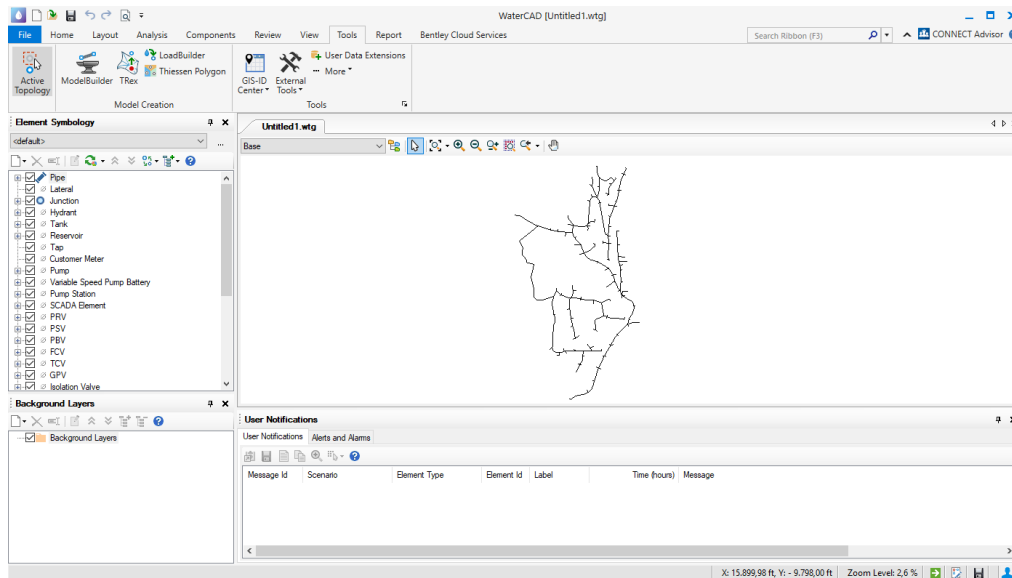 WaterCAD [Untitled1.wtg]
File Home Layout Analysis Components Review View Tools Report Bentley Cloud Services Search Ribbon (F3) CONNECT Advisor
Active Topology
ModelBuilder
TRex
LoadBuilder
Thiessen Polygon
Model Creation
GIS-ID Center
External Tools
User Data Extensions
More
Tools
Element Symbology
<default>
...
Pipe
Lateral
Junction
Hydrant
Tank
Reservoir
Tap
Customer Meter
Pump
Variable Speed Pump Battery
Pump Station
SCADA Element
PRV
PSV
PBV
FCV
TCV
GPV
Isolation Valve
Background Layers
Background Layers
Untitled1.wtg
Base
User Notifications
User Notifications Alerts and Alarms
Message Id Scenario Element Type Element Id Label Time (hours) Message
X: 15.899,98 ft, Y: - 9.798,00 ft Zoom Level: 2,6 %